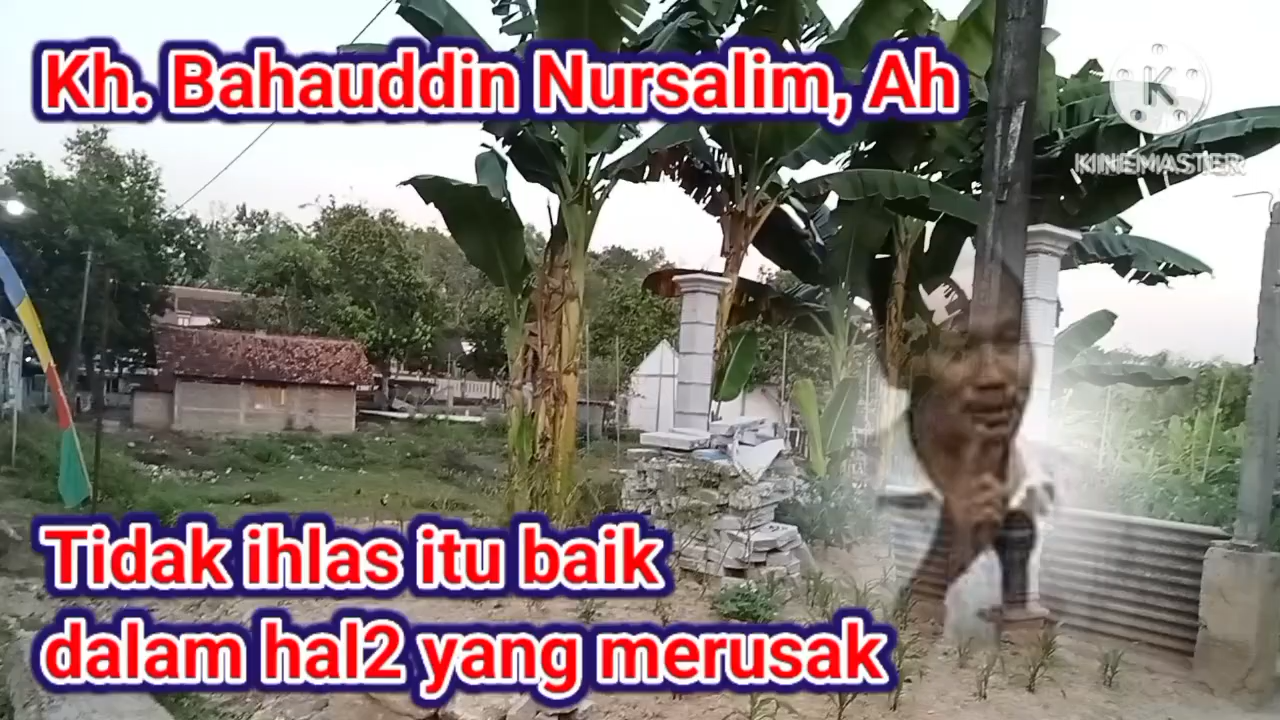 Kh. Bahauddin Nursalim, Ah
K
KINEMASTER
Tidak ihlas itu baik
dalam hal2 yang merusak